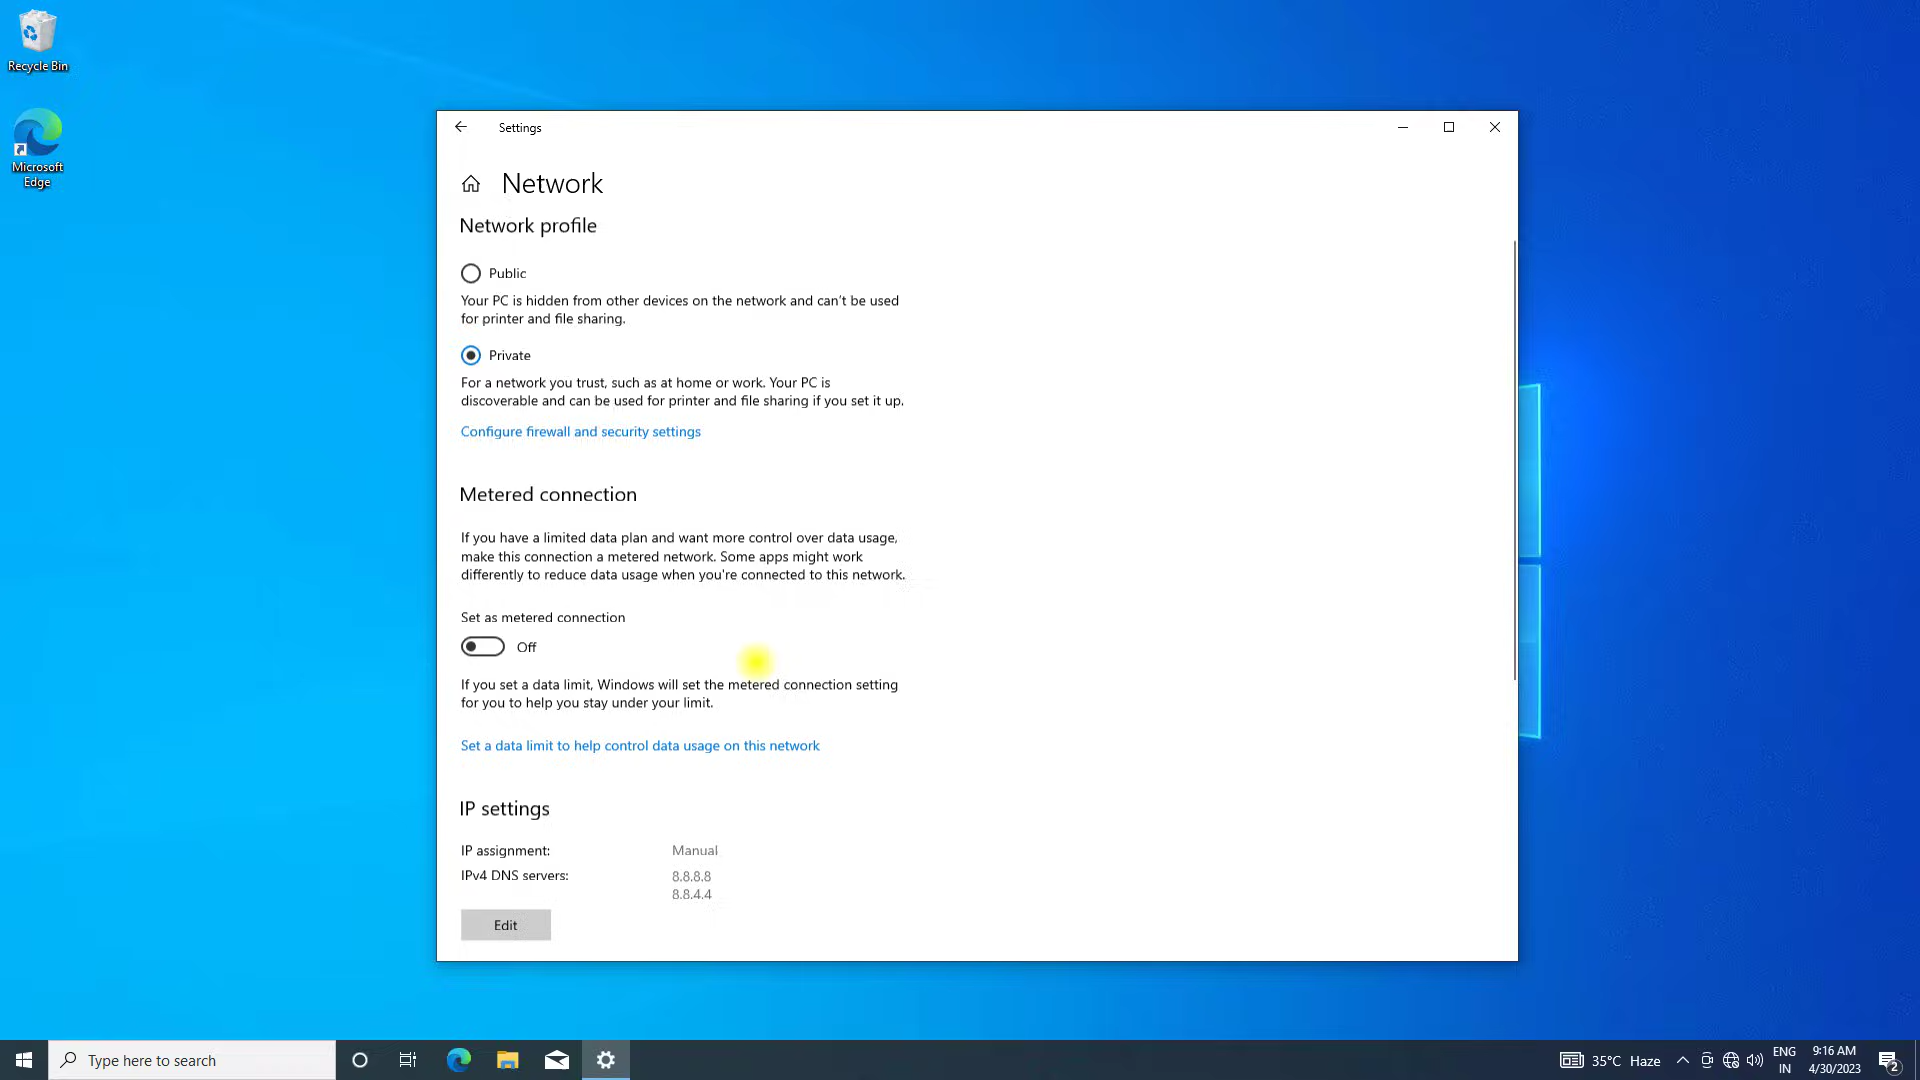 Recycle Bin
Microsoft
Edge
Settings
Network
Network profile
Public
Your PC is hidden from other devices on the network and can't be used
for printer and file sharing.
Private
For a network you trust, such as at home or work. Your PC is
discoverable and can be used for printer and file sharing if you set it up.
Configure firewall and security settings
Metered connection
If you have a limited data plan and want more control over data usage,
make this connection a metered network. Some apps might work
differently to reduce data usage when you're connected to this network.
Set as metered connection
Off
If you set a data limit, Windows will set the metered connection setting
for you to help you stay under your limit.
Set a data limit to help control data usage on this network
IP settings
IP assignment: Manual
IPv4 DNS servers: 8.8.8.8
8.8.4.4
Edit
Type here to search
35°C Haze
ENG
IN
9:16 AM
4/30/2023
2